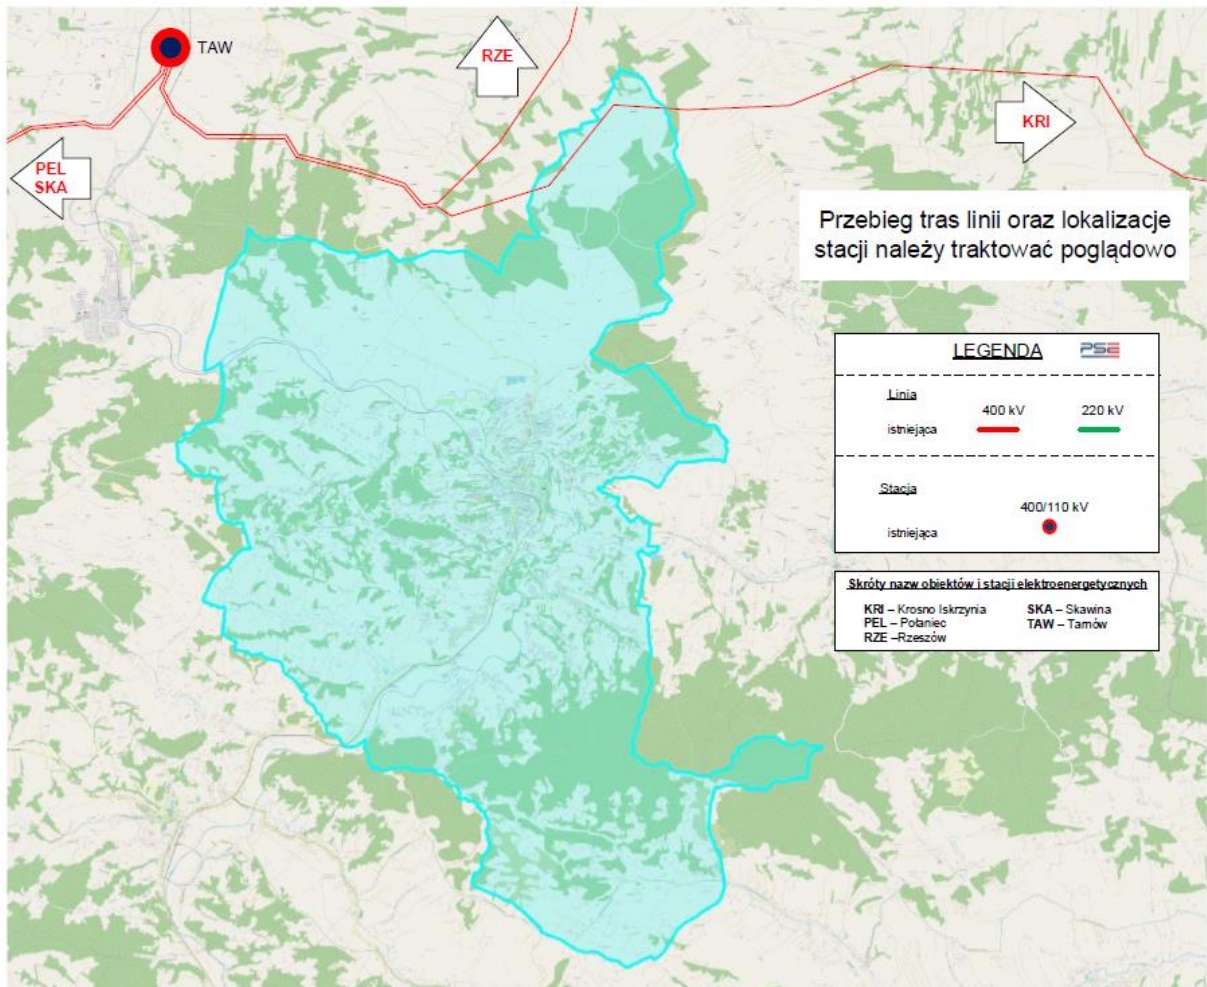 TAW
RZE
KRI
PEL
SKA
Przebieg tras linii oraz lokalizacje
stacji należy traktować poglądowo
LEGENDA PSE
Linia
400 kV 220 kV
istniejąca
Stacja
400/110 kV
istniejąca
Skróty nazw obiektów i stacji elektroenergetycznych
KRI – Krosno Iskrzynia SKA – Skawina
PEL – Połaniec TAW – Tarnów
RZE –Rzeszów